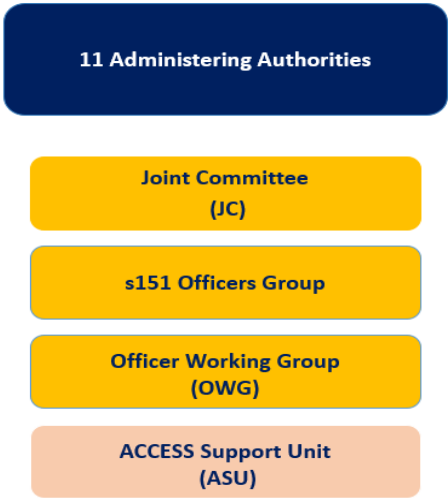 11 Administering Authorities
Joint Committee
(JC)
s151 Officers Group
Officer Working Group
(OWG)
ACCESS Support Unit
(ASU)